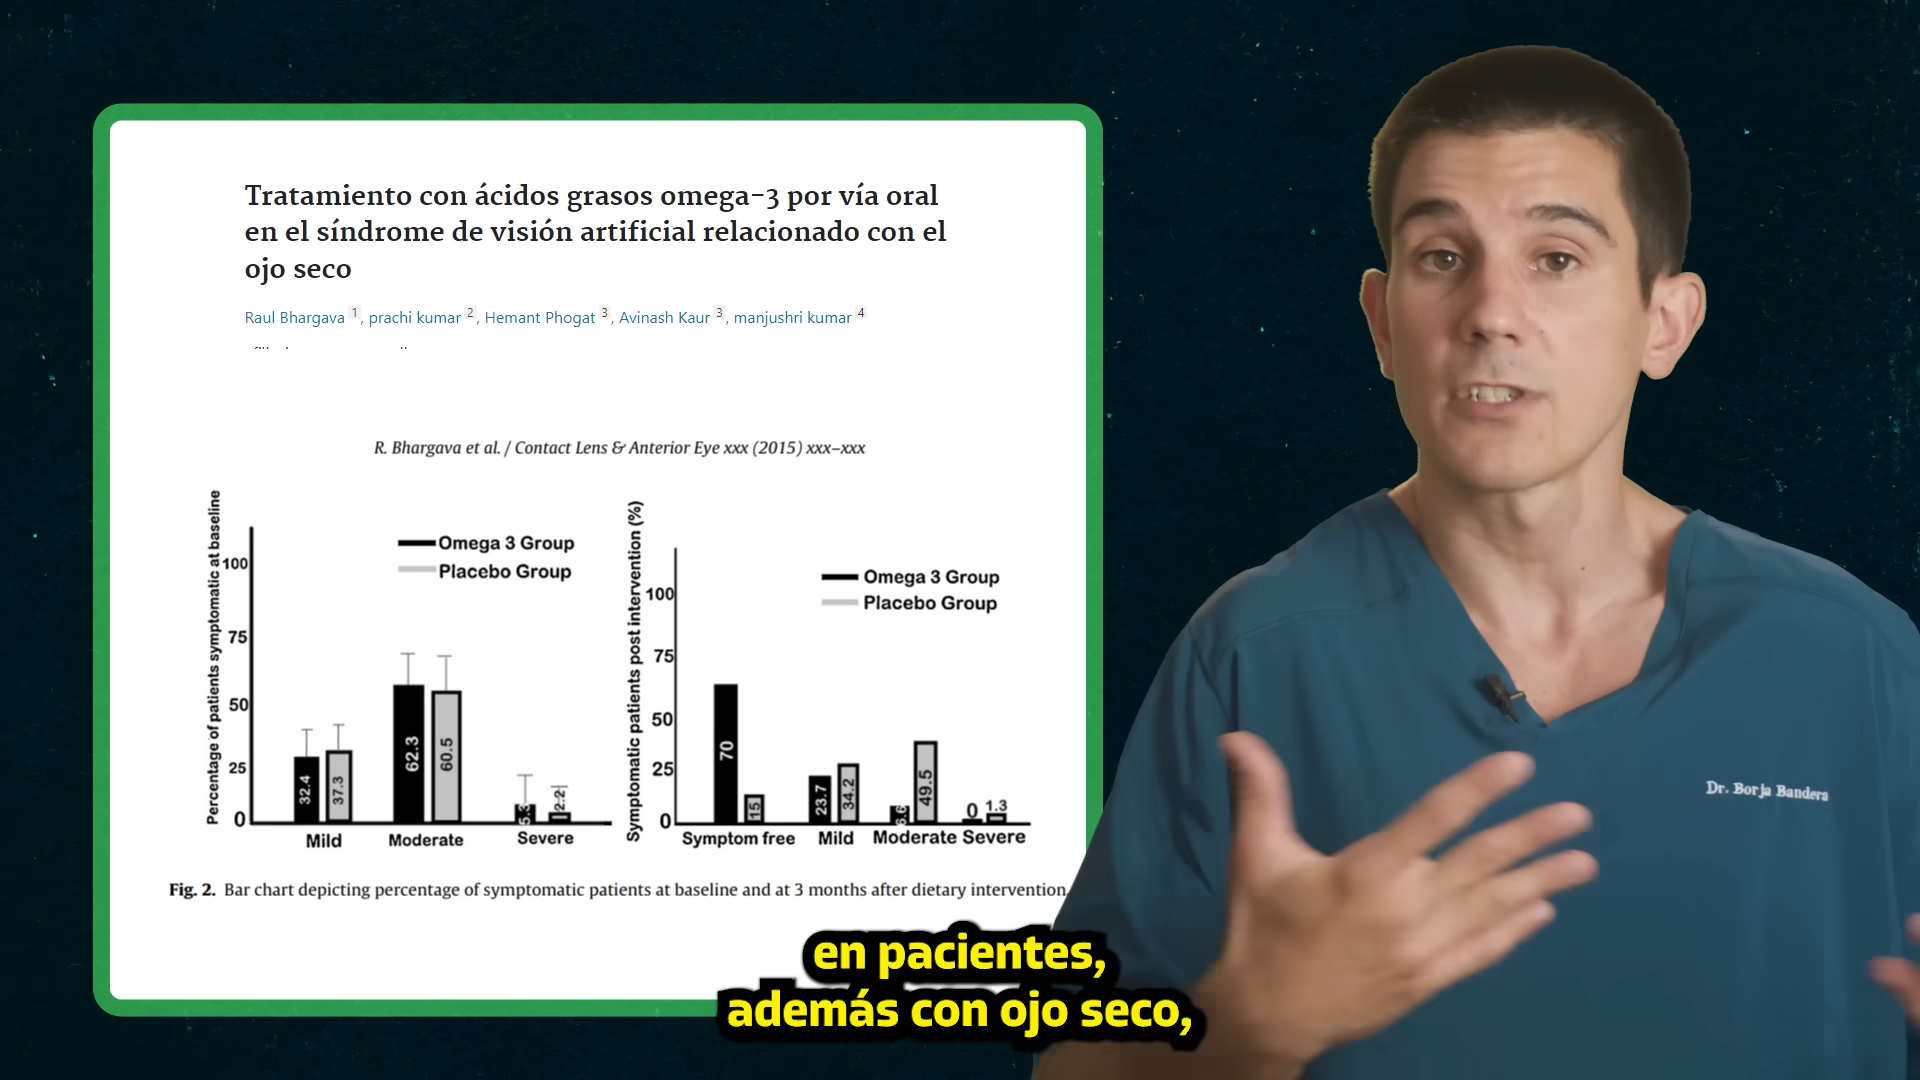 Tratamiento con ácidos grasos omega-3 por vía oral
en el síndrome de visión artificial relacionado con el
ojo seco
Raul Bhargava 1, prachi kumar 2, Hemant Phogat 3, Avinash Kaur 3, manjushri kumar 4
R. Bhargava et al. / Contact Lens & Anterior Eye xxx (2015) xxx–xxx
Percentage of patients symptomatic at baseline
100
75
50
25
0
Omega 3 Group
Placebo Group
32.4
37.3
62.3
60.5
5.3
2.2
Mild
Moderate
Severe
Symptomatic patients post intervention (%)
100
75
50
25
0
Omega 3 Group
Placebo Group
70
15
23.7
34.2
6.6
49.5
0
1.3
Symptom free
Mild
Moderate
Severe
Fig. 2. Bar chart depicting percentage of symptomatic patients at baseline and at 3 months after dietary intervention
Dr. Borja Bandera
en pacientes,
además con ojo seco,